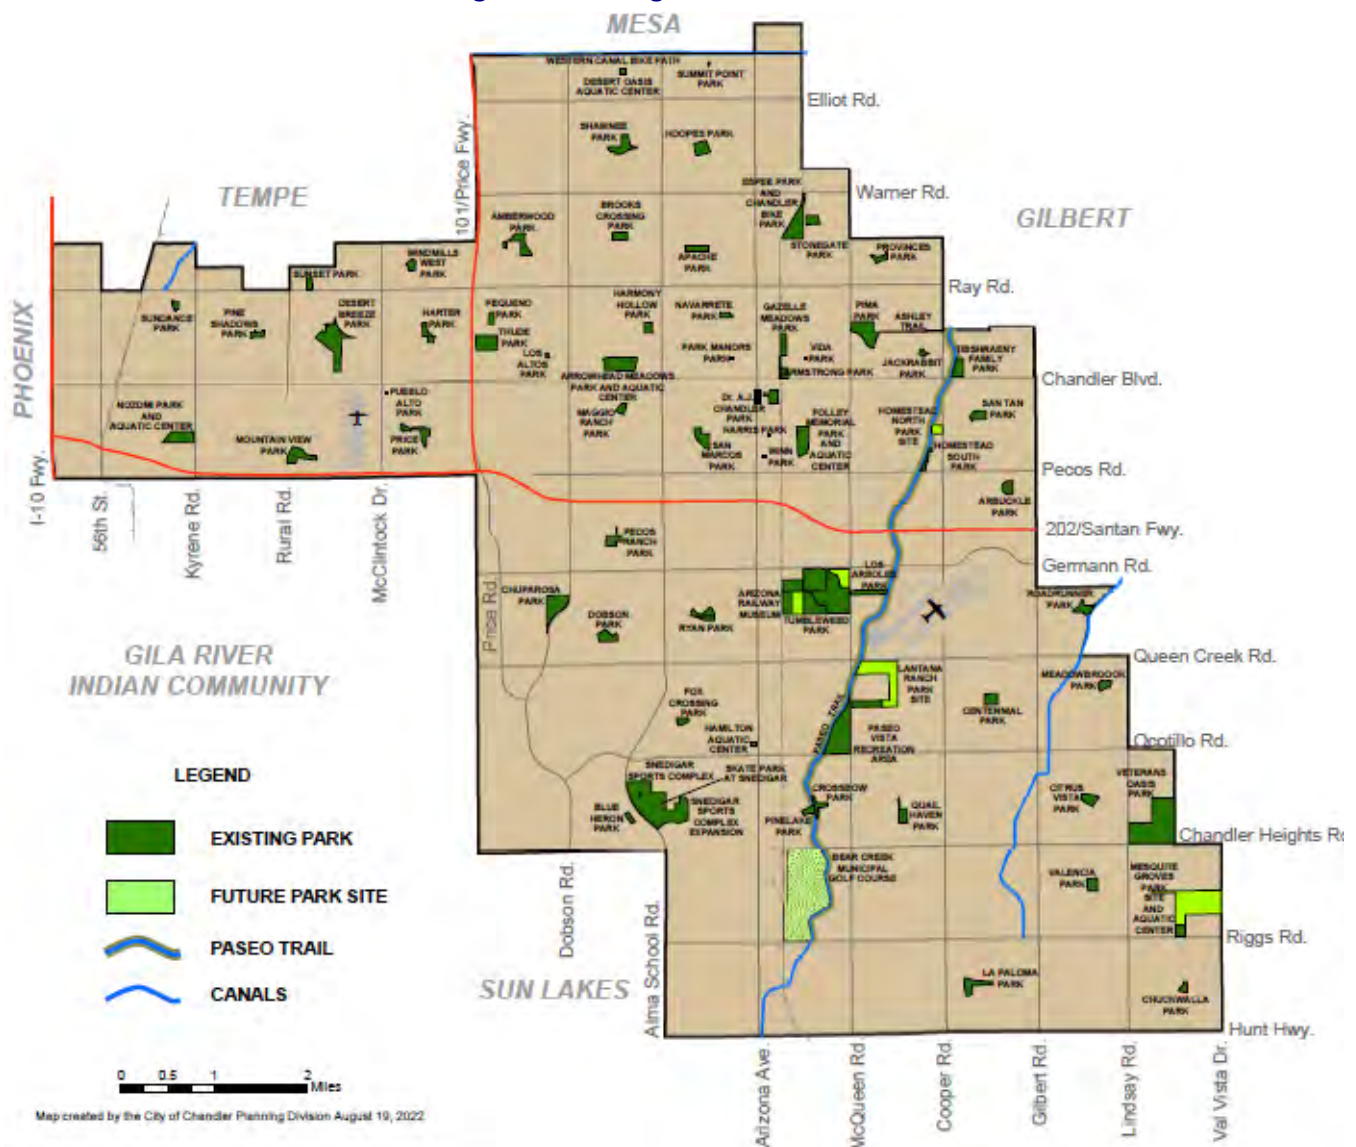 MESA
WESTERN CANAL BIKE PATH
DESERT OASIS
AQUATIC CENTER
SUMMIT POINT
PARK
Elliot Rd.
101/Price Fwy.
SHAWNEE
PARK
HOOPES PARK
TEMPE
Warner Rd.
GILBERT
ESPEE PARK
AND
CHANDLER
BIKE
PARK
AMBERWOOD
PARK
BROOKS
CROSSING
PARK
STONEGATE
PARK
PROVINCES
PARK
APACHE
PARK
WINDMILLS
WEST
PARK
SUNSET PARK
Ray Rd.
PHOENIX
SUNDANCE
PARK
PINE
SHADOWS
PARK
DESERT
BREEZE
PARK
HARTER
PARK
PEQUENO
PARK
THUDE
PARK
LOS
ALTOS
PARK
HARMONY
HOLLOW
PARK
NAVARRETE
PARK
GAZELLE
MEADOWS
PARK
PIMA
PARK
ASHLEY
TRAIL
PARK MANORS
PARK
VIDA
PARK
ARMSTRONG PARK
JACKRABBIT
PARK
TIBSHRAENY
FAMILY
PARK
Chandler Blvd.
ARROWHEAD MEADOWS
PARK AND AQUATIC
CENTER
PUEBLO
ALTO
PARK
NOZOMI PARK
AND
AQUATIC CENTER
MOUNTAIN VIEW
PARK
PRICE
PARK
MAGGIO
RANCH
PARK
Dr. A.J.
CHANDLER
PARK
HARRIS PARK
WINN
PARK
SAN
MARCOS
PARK
FOLLEY
MEMORIAL
PARK
AND
AQUATIC
CENTER
HOMESTEAD
NORTH
PARK
SITE
HOMESTEAD
SOUTH
PARK
SAN TAN
PARK
Pecos Rd.
ARBUCKLE
PARK
I-10 Fwy.
56th St.
Kyrene Rd.
Rural Rd.
McClintock Dr.
202/Santan Fwy.
PECOS
RANCH
PARK
Germann Rd.
CHUPAROSA
PARK
Price Rd
DOBSON
PARK
RYAN PARK
ARIZONA
RAILWAY
MUSEUM
TUMBLEWEED
PARK
LOS
ARBOLES
PARK
ROADRUNNER
PARK
GILA RIVER
INDIAN COMMUNITY
Queen Creek Rd.
LANTANA
RANCH
PARK
SITE
MEADOWBROOK
PARK
CENTENNIAL
PARK
FOX
CROSSING
PARK
HAMILTON
AQUATIC
CENTER
PASEO TRAIL
PASEO
VISTA
RECREATION
AREA
Ocotillo Rd.
LEGEND
SNEDIGAR
SPORTS COMPLEX
SKATE PARK
AT SNEDIGAR
BLUE
HERON
PARK
SNEDIGAR
SPORTS
COMPLEX
EXPANSION
CROSSBOW
PARK
PINELAKE
PARK
QUAIL
HAVEN
PARK
CITRUS
VISTA
PARK
VETERANS
OASIS
PARK
EXISTING PARK
Chandler Heights Rd
BEAR CREEK
MUNICIPAL
GOLF COURSE
VALENCIA
PARK
MESQUITE
GROVES
PARK
SITE
AND
AQUATIC
CENTER
FUTURE PARK SITE
PASEO TRAIL
Dobson Rd.
Alma School Rd.
Riggs Rd.
CANALS
SUN LAKES
LA PALOMA
PARK
CHUCKWALLA
PARK
Hunt Hwy.
Arizona Ave.
McQueen Rd.
Cooper Rd.
Gilbert Rd.
Lindsay Rd.
Val Vista Dr.
0 0.5 1 2
Miles
Map created by the City of Chandler Planning Division August 19, 2022